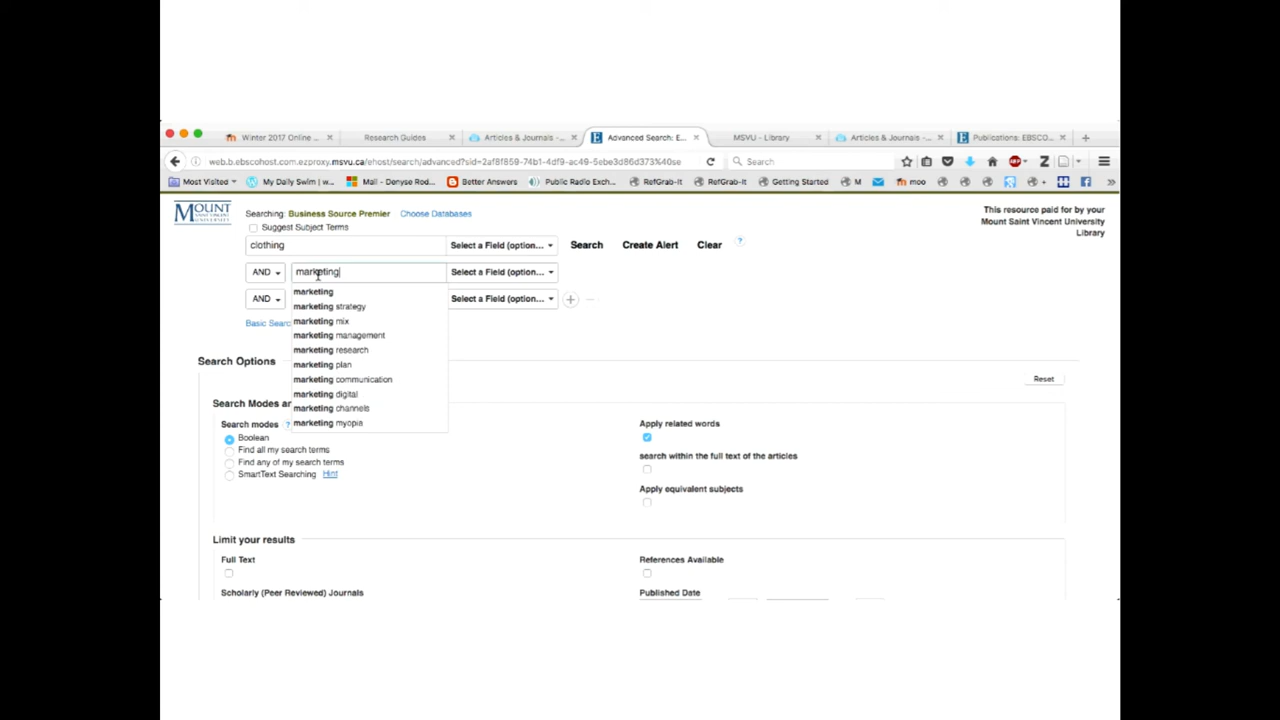 Winter 2017 Online ...
Research Guides
Articles & Journals -...
Advanced Search: E...
MSVU - Library
Articles & Journals -...
Publications: EBSCO...
web.b.ebscohost.com.ezproxy.msvu.ca/ehost/search/advanced?sid=2af8f859-74b1-4df9-ac49-5ebe3d86d373%40se
Search
Most Visited
My Daily Swim | w...
Mail - Denyse Rod...
Better Answers
Public Radio Exch...
RefGrab-It
RefGrab-It
Getting Started
M
moo
+
MOUNT
Searching: Business Source Premier Choose Databases
Suggest Subject Terms
This resource paid for by your
Mount Saint Vincent University
Library
clothing
Select a Field (option...
Search
Create Alert
Clear
?
AND
marketing
Select a Field (option...
AND
Select a Field (option...
marketing
marketing strategy
marketing mix
marketing management
marketing research
marketing plan
marketing communication
marketing digital
marketing channels
marketing myopia
Basic Searc
Search Options
Reset
Search Modes a
Search modes ?
Boolean
Find all my search terms
Find any of my search terms
SmartText Searching Hint
Apply related words
search within the full text of the articles
Apply equivalent subjects
Limit your results
Full Text
References Available
Scholarly (Peer Reviewed) Journals
Published Date